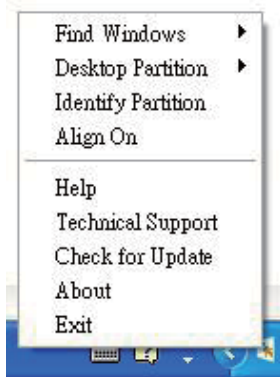 Find Windows
Desktop Partition
Identify Partition
Align On
Help
Technical Support
Check for Update
About
Exit